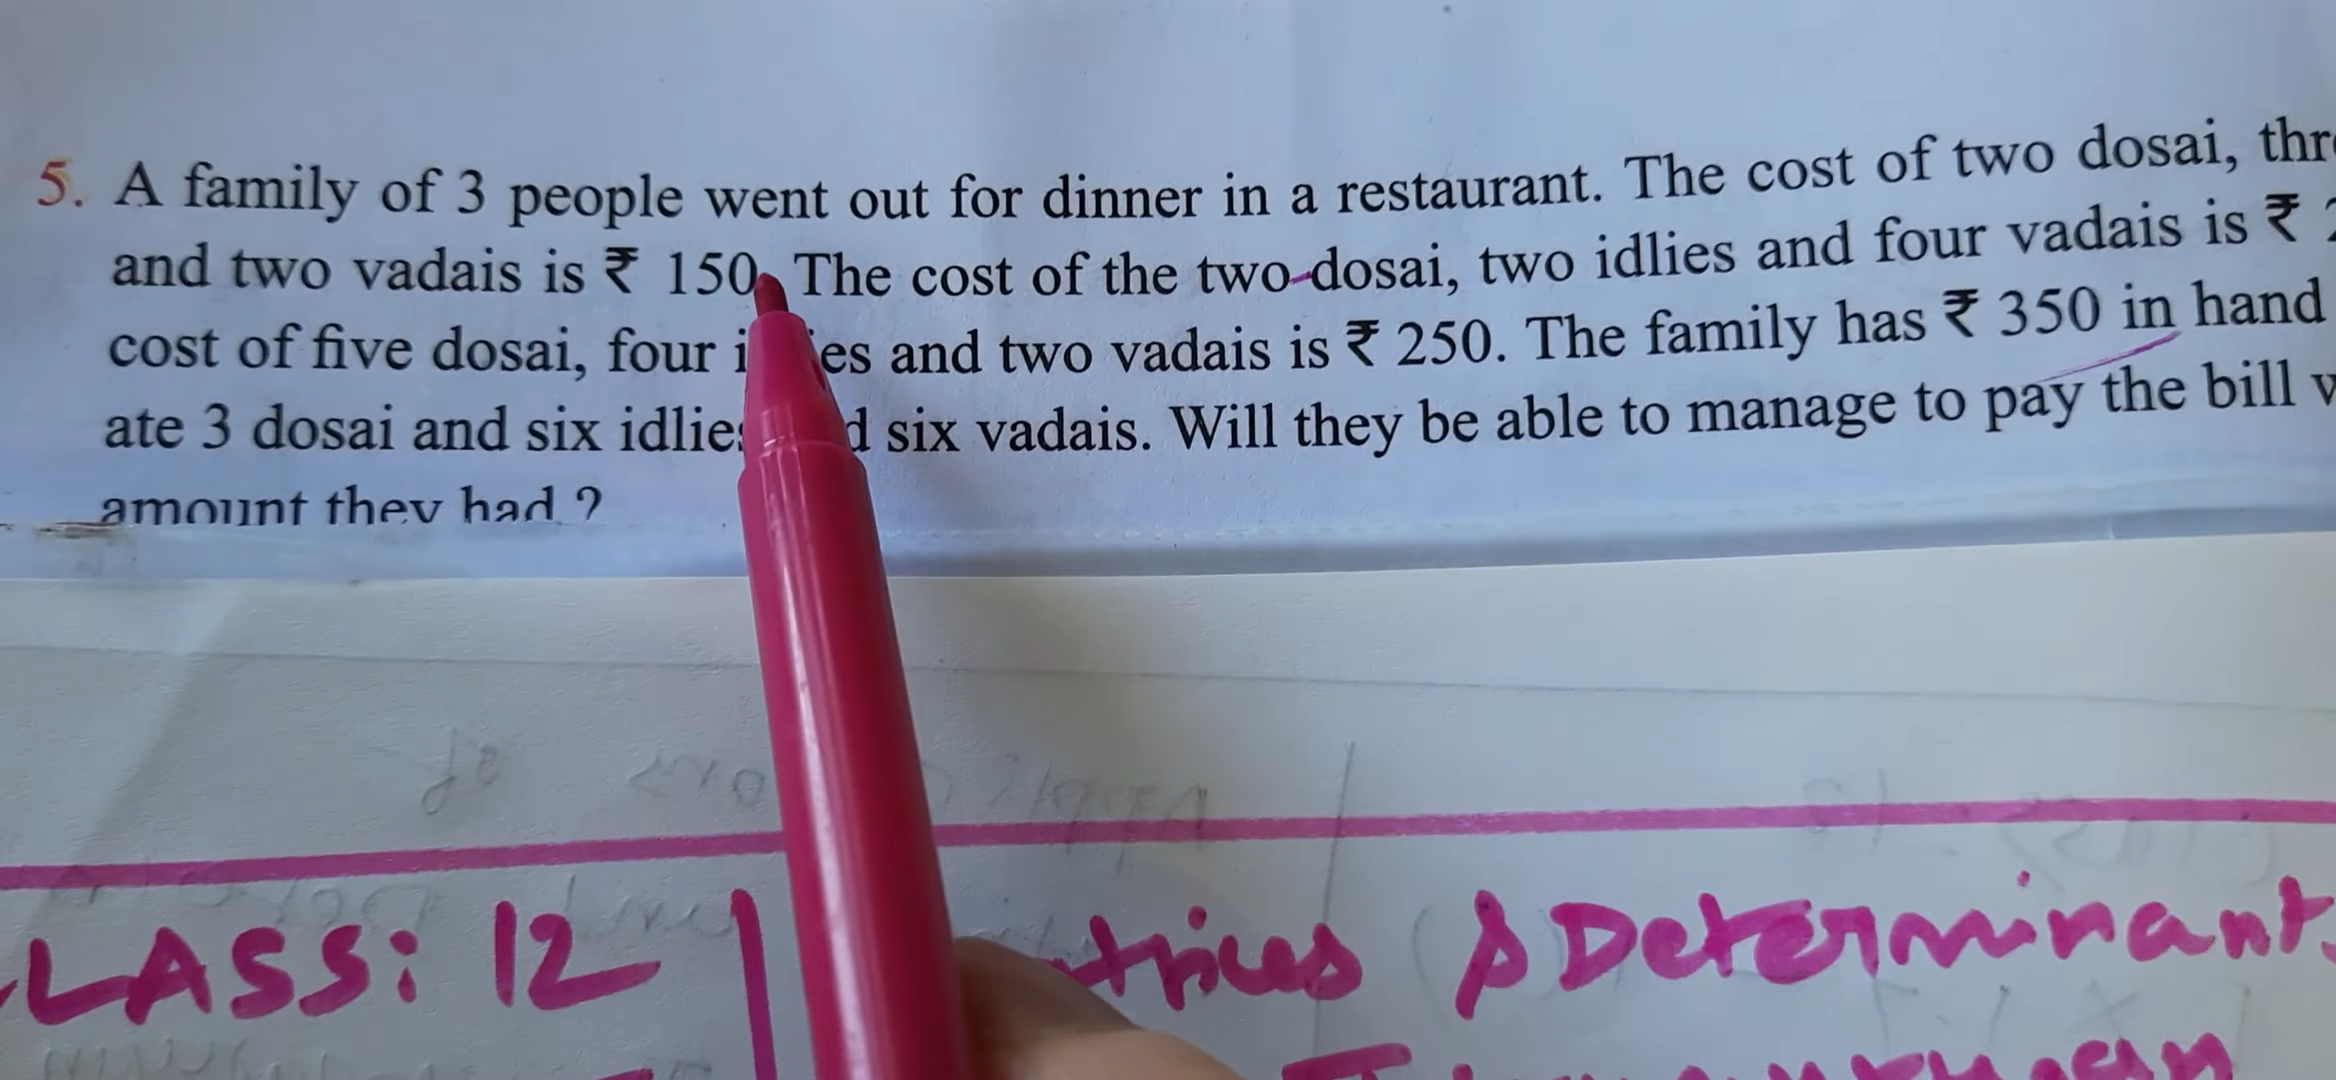 5. A family of 3 people went out for dinner in a restaurant. The cost of two dosai,
and two vadais is ₹ 150. The cost of the two dosai, two idlies and four vadais is ₹
cost of five dosai, four and two vadais is ₹ 250. The family has ₹ 350 in hand
ate 3 dosai and six six vadais. Will they be able to manage to pay the bill
amount they had ?
LASS: 12 & Determinant